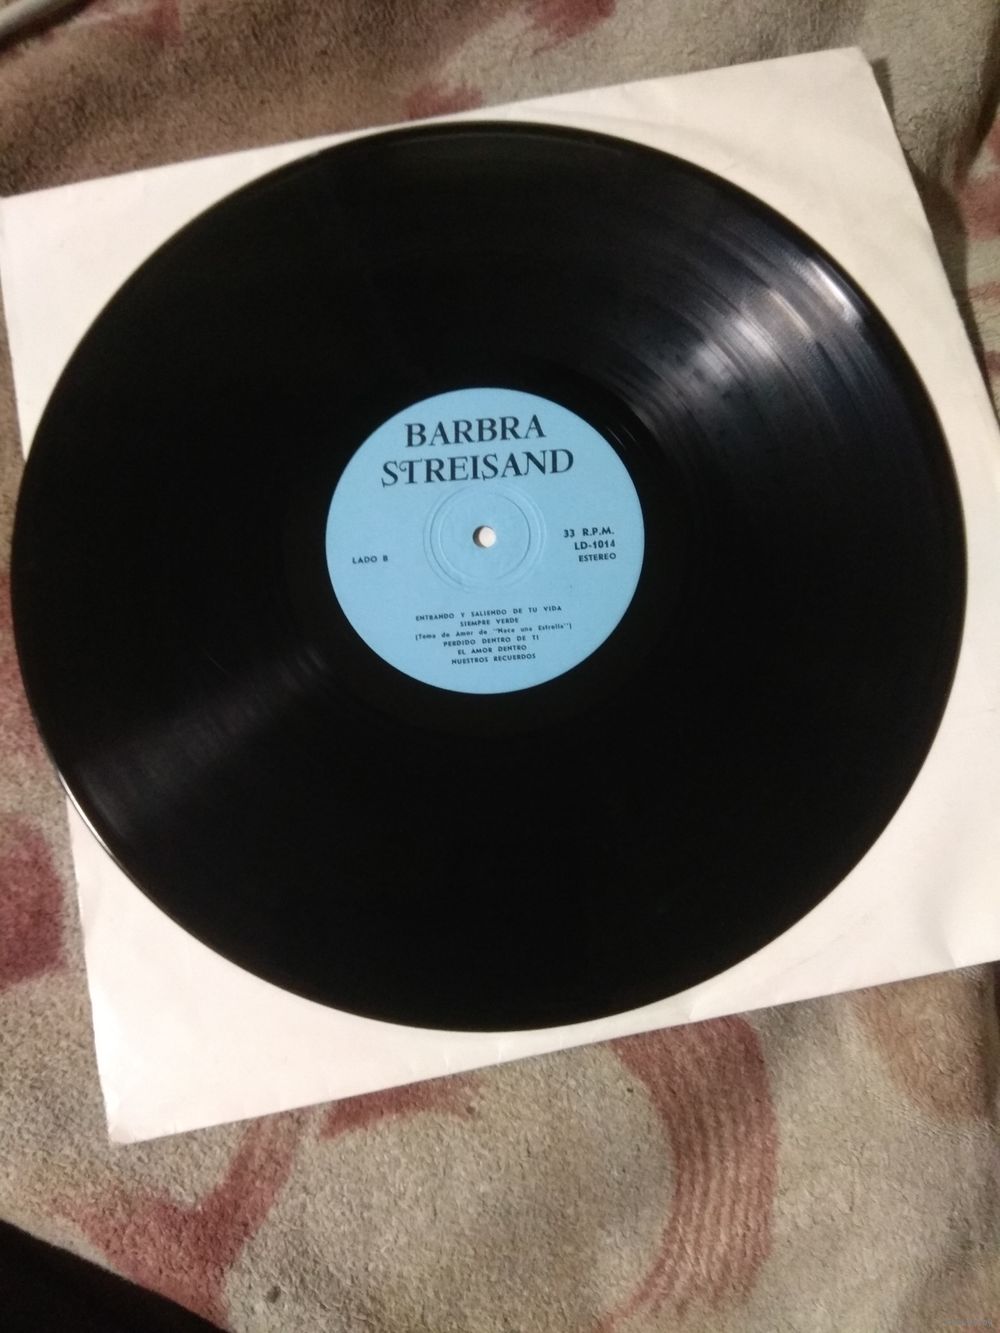 BARBRA
STREISAND
33 R.P.M.
LD-1014
LADO B
ESTEREO
ENTRANDO Y SALIENDO DE TU VIDA
SIEMPRE VERDE
(Tema de Amor de "Nace una Estrella")
PERDIDO DENTRO DE TI
EL AMOR DENTRO
NUESTROS RECUERDOS